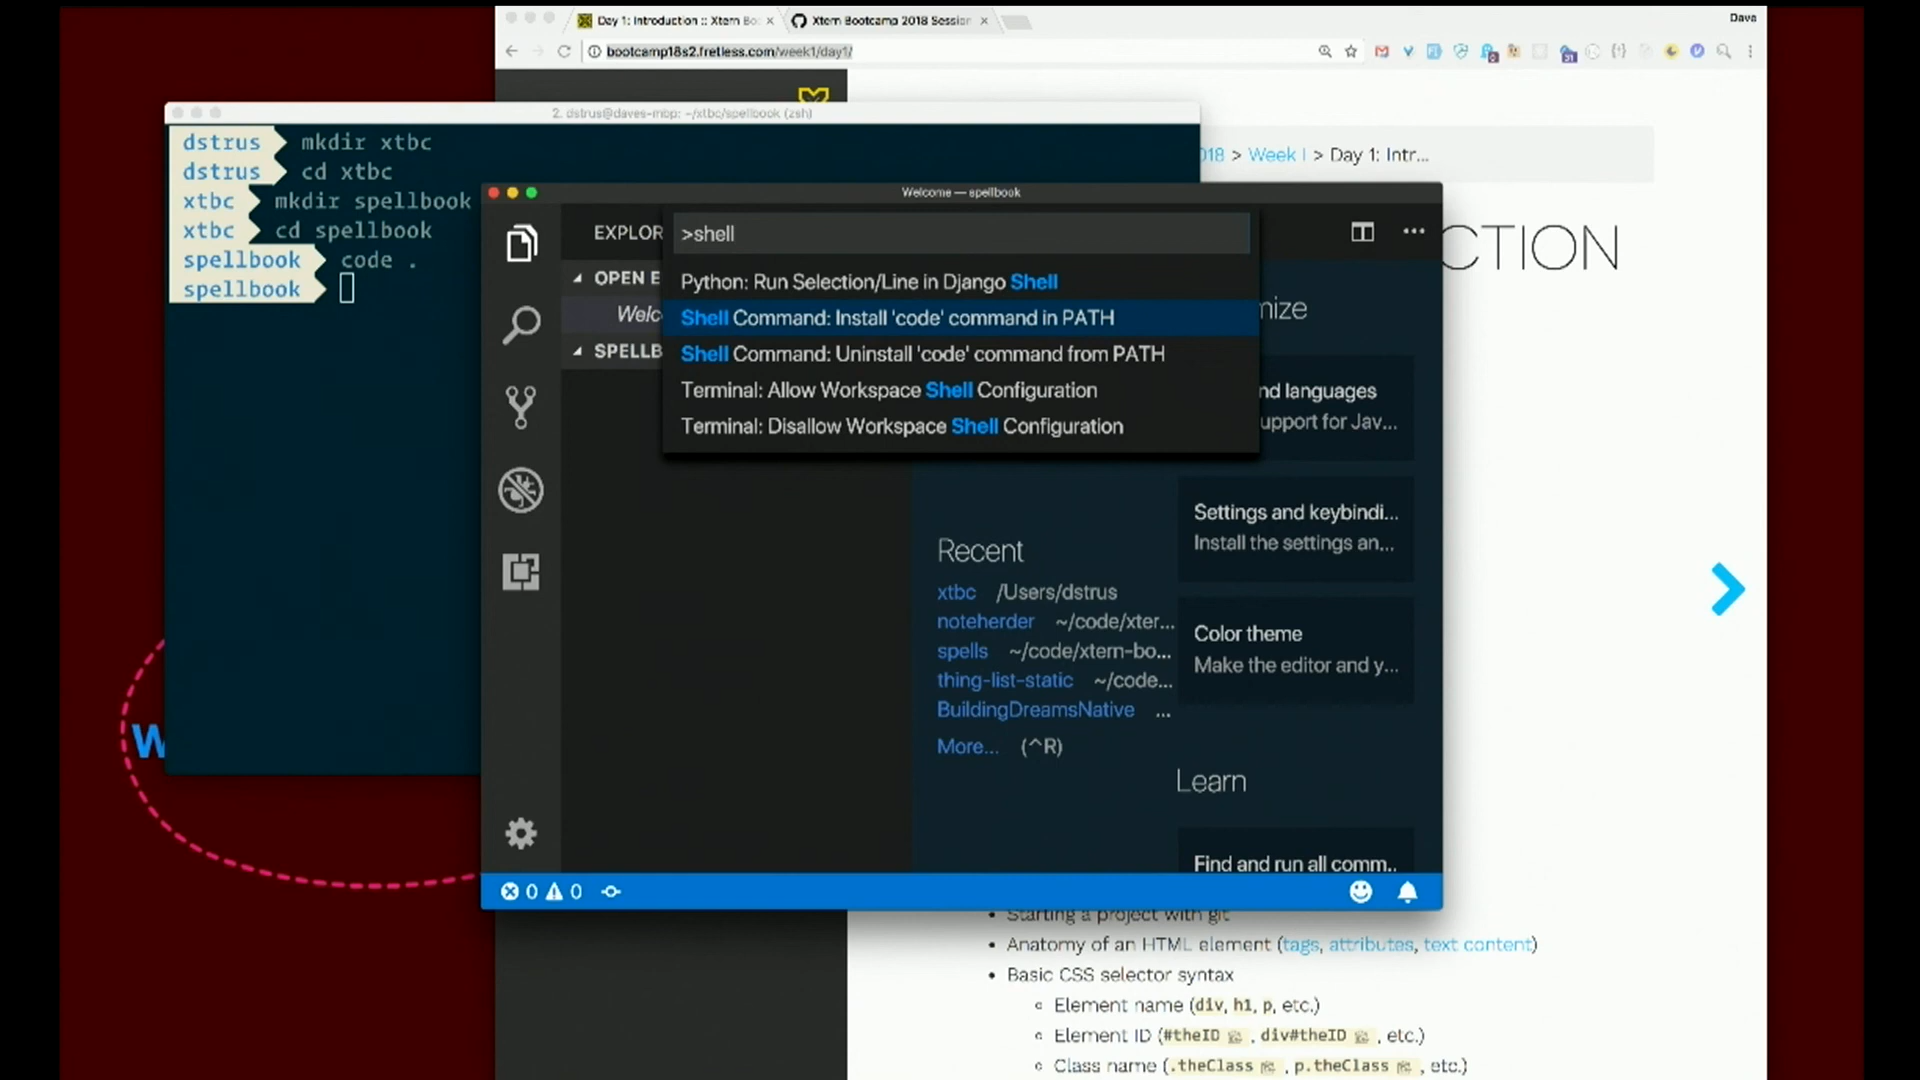 Day 1: Introduction :: Xtern Bo
Xtern Bootcamp 2018 Session
Dave
bootcamp18s2.fretless.com/week1/day1/
2. dstrus@daves-mbp: ~/xtbc/spellbook (zsh)
dstrus mkdir xtbc
dstrus cd xtbc
xtbc mkdir spellbook
xtbc cd spellbook
spellbook code .
spellbook
018 > Week I > Day 1: Intr...
CTION
Welcome — spellbook
EXPLOR
>shell
OPEN E
Welc
SPELLB
Python: Run Selection/Line in Django Shell
Shell Command: Install 'code' command in PATH
Shell Command: Uninstall 'code' command from PATH
Terminal: Allow Workspace Shell Configuration
Terminal: Disallow Workspace Shell Configuration
mize
nd languages
upport for Jav...
Settings and keybindi...
Install the settings an...
Color theme
Make the editor and y...
Recent
xtbc /Users/dstrus
noteherder ~/code/xter...
spells ~/code/xtern-bo...
thing-list-static ~/code...
BuildingDreamsNative ...
More... (^R)
Learn
Find and run all comm..
0 0
W
Starting a project with git
Anatomy of an HTML element (tags, attributes, text content)
Basic CSS selector syntax
Element name (div, h1, p, etc.)
Element ID (#theID, div#theID, etc.)
Class name (.theClass, p.theClass, etc.)